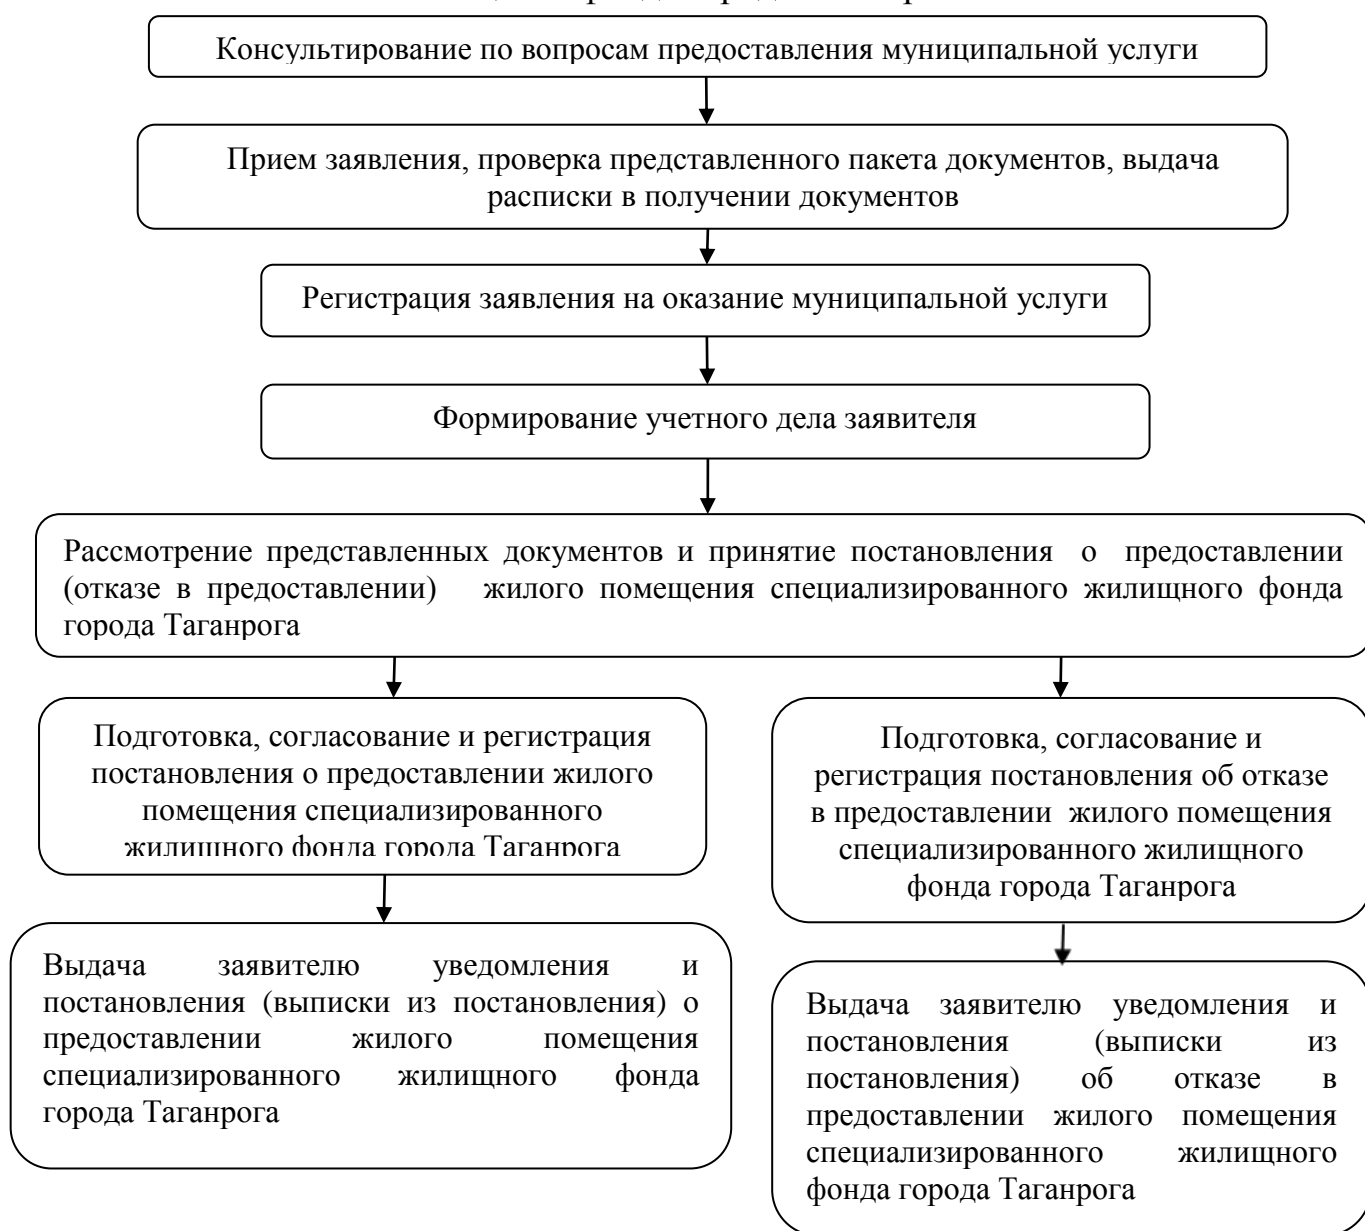 Консультирование по вопросам предоставления муниципальной услуги
Прием заявления, проверка представленного пакета документов, выдача
расписки в получении документов
Регистрация заявления на оказание муниципальной услуги
Формирование учетного дела заявителя
Рассмотрение представленных документов и принятие постановления о предоставлении
(отказе в предоставлении) жилого помещения специализированного жилищного фонда
города Таганрога
Подготовка, согласование и регистрация
постановления о предоставлении жилого
помещения специализированного
жилищного фонда города Таганрога
Подготовка, согласование и
регистрация постановления об отказе
в предоставлении жилого помещения
специализированного жилищного
фонда города Таганрога
Выдача заявителю уведомления и
постановления (выписки из постановления) о
предоставлении жилого помещения
специализированного жилищного фонда
города Таганрога
Выдача заявителю уведомления и
постановления (выписки из
постановления) об отказе в
предоставлении жилого помещения
специализированного жилищного
фонда города Таганрога